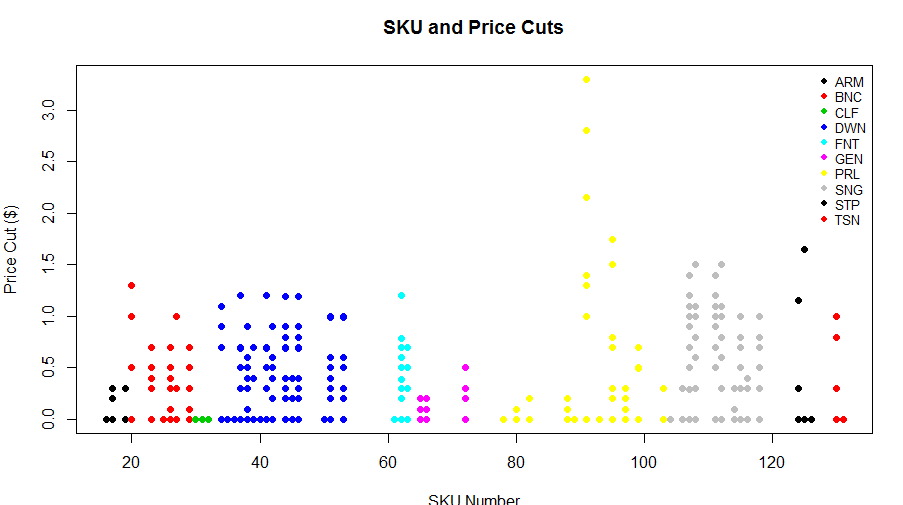 SKU and Price Cuts
Price Cut ($)
3.0
2.5
2.0
1.5
1.0
0.5
0.0
ARM
BNC
CLF
DWN
FNT
GEN
PRL
SNG
STP
TSN
20 40 60 80 100 120
SKU Number